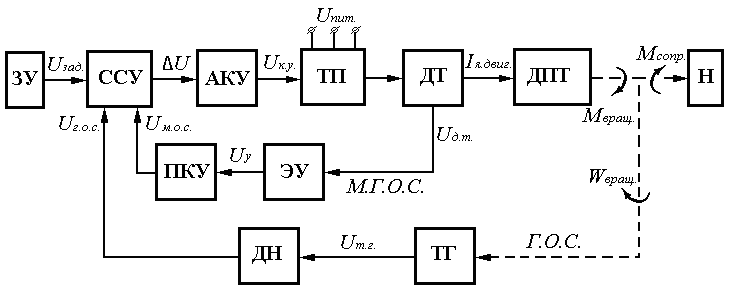 Uпит.
Uзад.
ΔU
Uк.у.
Iя.двиг.
Mсопр.
ЗУ
ССУ
АКУ
ТП
ДТ
ДПТ
Н
Mвращ.
Uг.о.с.
Uм.о.с.
Uд.т.
Uу
ПКУ
ЭУ
М.Г.О.С.
Wвращ.
Uт.г.
Г.О.С.
ДН
ТГ